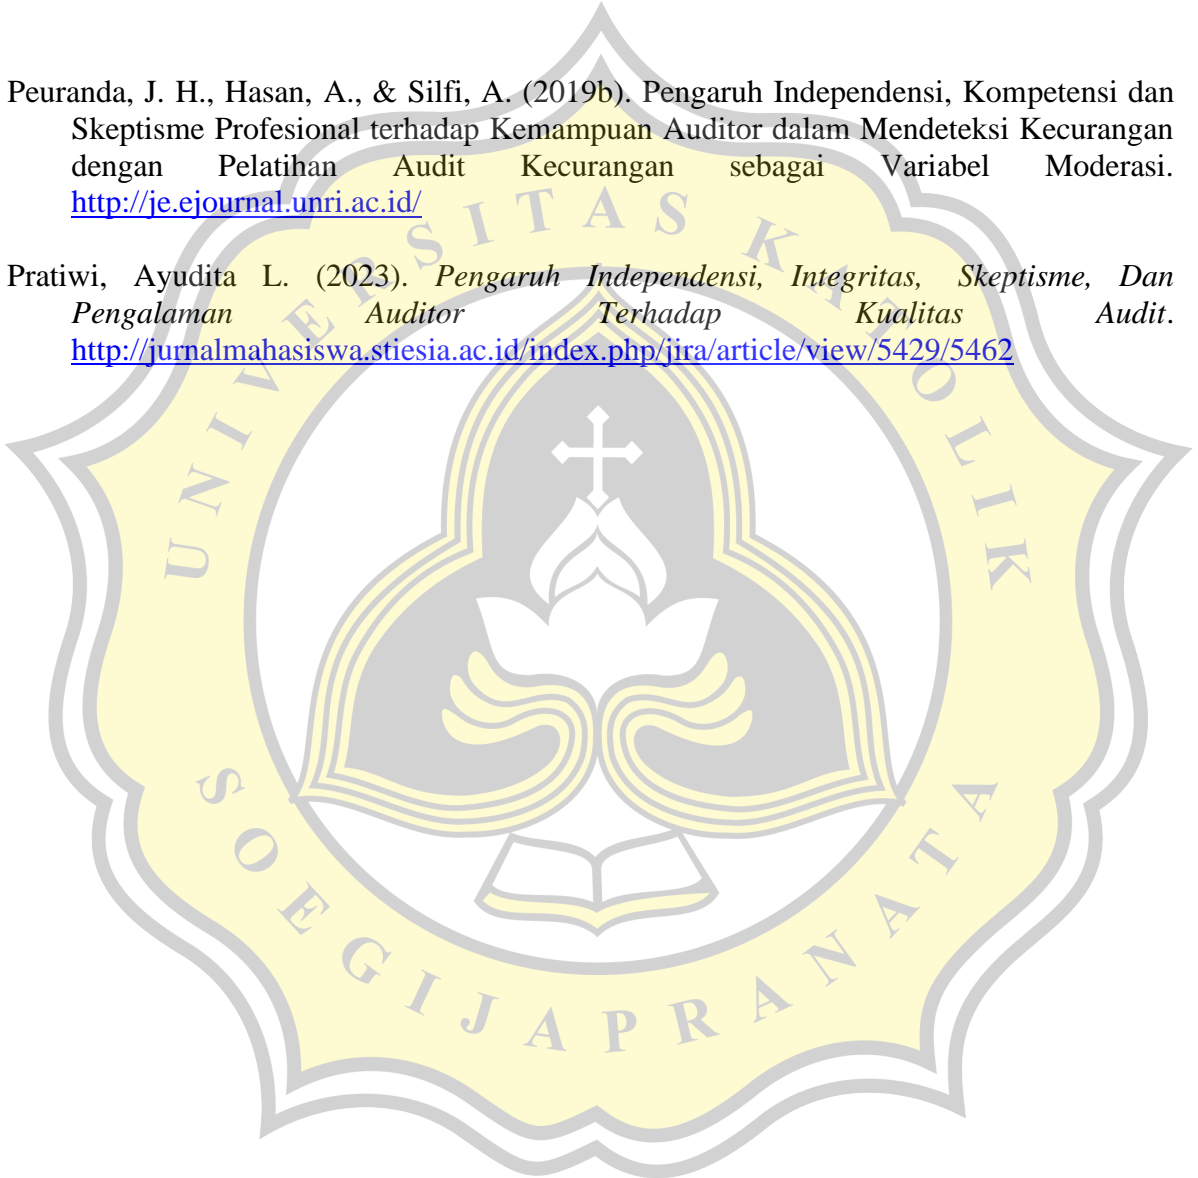 Peuranda, J. H., Hasan, A., & Silfi, A. (2019b). Pengaruh Independensi, Kompetensi dan
Skeptisme Profesional terhadap Kemampuan Auditor dalam Mendeteksi Kecurangan
dengan Pelatihan Audit Kecurangan sebagai Variabel Moderasi.
http://je.ejournal.unri.ac.id/
Pratiwi, Ayudita L. (2023). Pengaruh Independensi, Integritas, Skeptisme, Dan
Pengalaman Auditor Terhadap Kualitas Audit.
http://jurnalmahasiswa.stiesia.ac.id/index.php/jira/article/view/5429/5462
UNIVERSITAS KATOLIK
SOEGIJAPRANATA